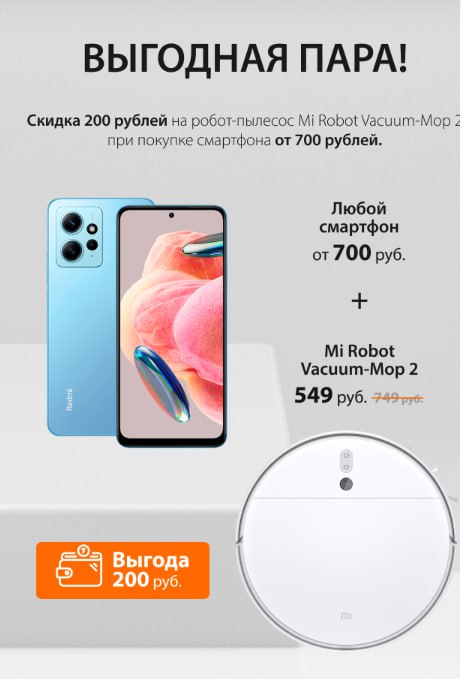 ВЫГОДНАЯ ПАРА!
Скидка 200 рублей на робот-пылесос Mi Robot Vacuum-Mop 2
при покупке смартфона от 700 рублей.
Любой
смартфон
от 700 руб.
+
Mi Robot
Vacuum-Mop 2
549 руб. 749 руб.
Redmi
7
Выгода
200 руб.
mi